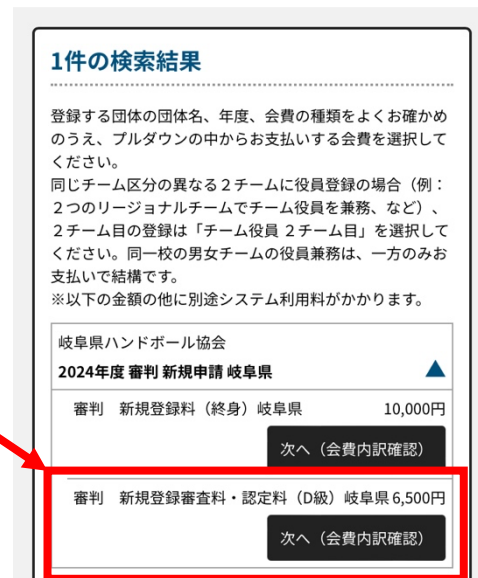 1件の検索結果
登録する団体の団体名、年度、会費の種類をよくお確かめ
のうえ、プルダウンの中からお支払いする会費を選択して
ください。
同じチーム区分の異なる２チームに役員登録の場合（例：
２つのリージョナルチームでチーム役員を兼務、など）、
２チーム目の登録は「チーム役員 ２チーム目」を選択して
ください。同一校の男女チームの役員兼務は、一方のみお
支払いで結構です。
※以下の金額の他に別途システム利用料がかかります。
岐阜県ハンドボール協会
2024年度 審判 新規申請 岐阜県
審判　新規登録料（終身）岐阜県 10,000円
次へ（会費内訳確認）
審判　新規登録審査料・認定料（D級）岐阜県 6,500円
次へ（会費内訳確認）